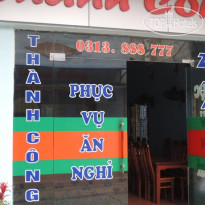 0313. 888 777
THÀNH CÔNG
PHỤC
VỤ
ĂN
NGHỈ